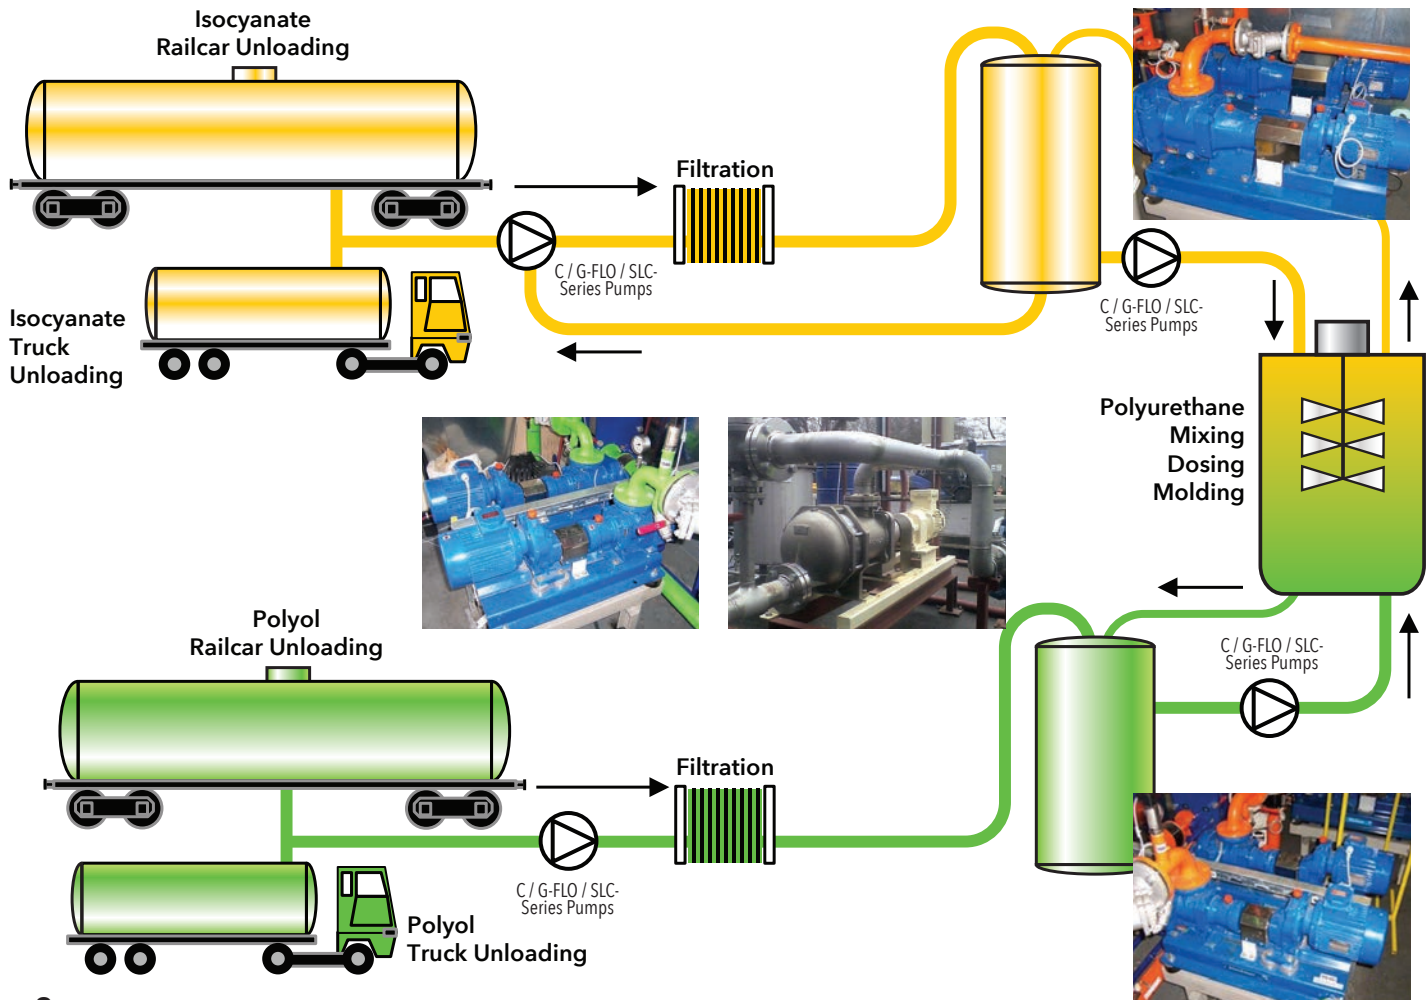 Isocyanate
Railcar Unloading
Filtration
C / G-FLO / SLC-
Series Pumps
C / G-FLO / SLC-
Series Pumps
Isocyanate
Truck
Unloading
Polyurethane
Mixing
Dosing
Molding
Polyol
Railcar Unloading
C / G-FLO / SLC-
Series Pumps
Filtration
C / G-FLO / SLC-
Series Pumps
Polyol
Truck Unloading